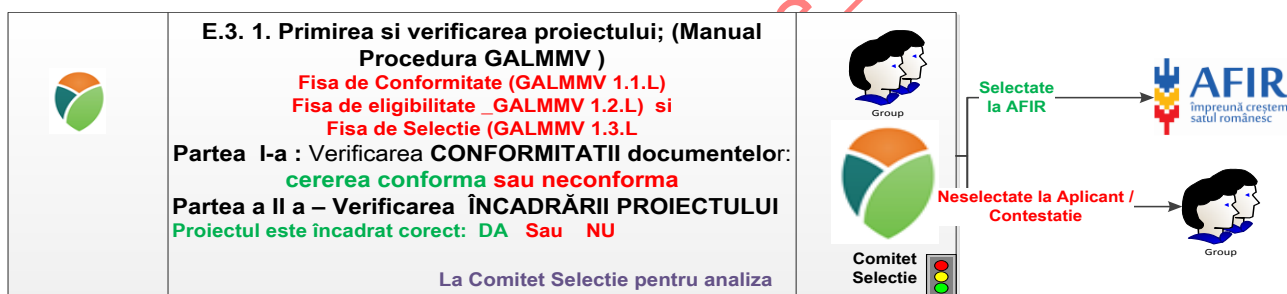 E.3. 1. Primirea si verificarea proiectului; (Manual
Procedura GALMMV )
Fisa de Conformitate (GALMMV 1.1.L)
Fisa de eligibilitate _GALMMV 1.2.L) si
Fisa de Selectie (GALMMV 1.3.L
Partea I-a : Verificarea CONFORMITATII documentelor:
cererea conforma sau neconforma
Partea a II a – Verificarea ÎNCADRĂRII PROIECTULUI
Proiectul este încadrat corect: DA Sau NU
La Comitet Selectie pentru analiza
Group
Comitet
Selectie
Selectate
la AFIR
AFIR
împreună creștem
satul românesc
Neselectate la Aplicant /
Contestatie
Group